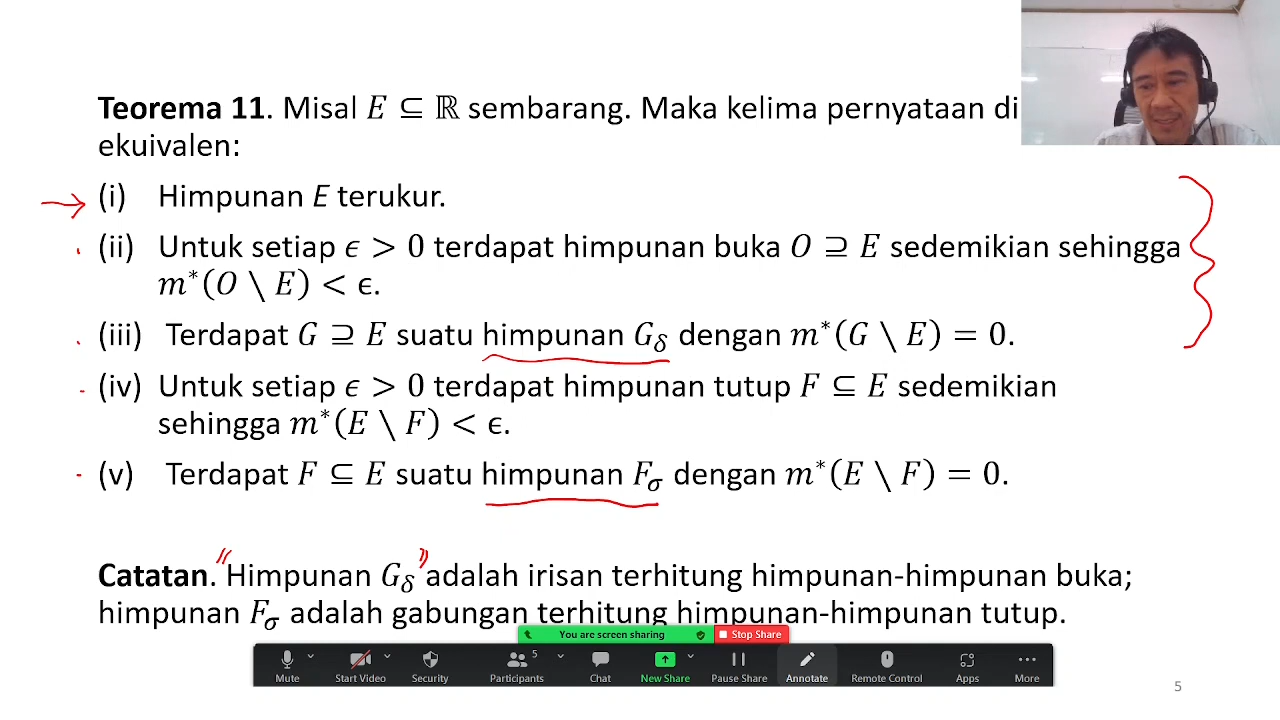 Teorema 11. Misal E ⊆ ℝ sembarang. Maka kelima pernyataan di
ekuivalen:
(i) Himpunan E terukur.
(ii) Untuk setiap ϵ > 0 terdapat himpunan buka O ⊇ E sedemikian sehingga
m*(O \ E) < ϵ.
(iii) Terdapat G ⊇ E suatu himpunan G_δ dengan m*(G \ E) = 0.
(iv) Untuk setiap ϵ > 0 terdapat himpunan tutup F ⊆ E sedemikian
sehingga m*(E \ F) < ϵ.
(v) Terdapat F ⊆ E suatu himpunan F_σ dengan m*(E \ F) = 0.
Catatan. "Himpunan G_δ" adalah irisan terhitung himpunan-himpunan buka;
himpunan F_σ adalah gabungan terhitung himpunan-himpunan tutup.
You are screen sharing Stop Share
5
Mute Start Video Security Participants Chat New Share Pause Share Annotate Remote Control Apps More
5